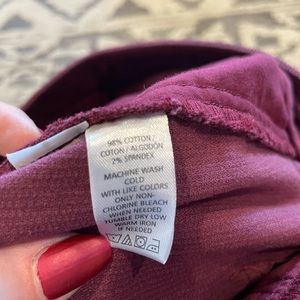 98% COTTON/
COTON / ALGODÓN
2% SPANDEX
MACHINE WASH
COLD
WITH LIKE COLORS
ONLY NON-
CHLORINE BLEACH
WHEN NEEDED
TUMBLE DRY LOW
WARM IRON
IF NEEDED